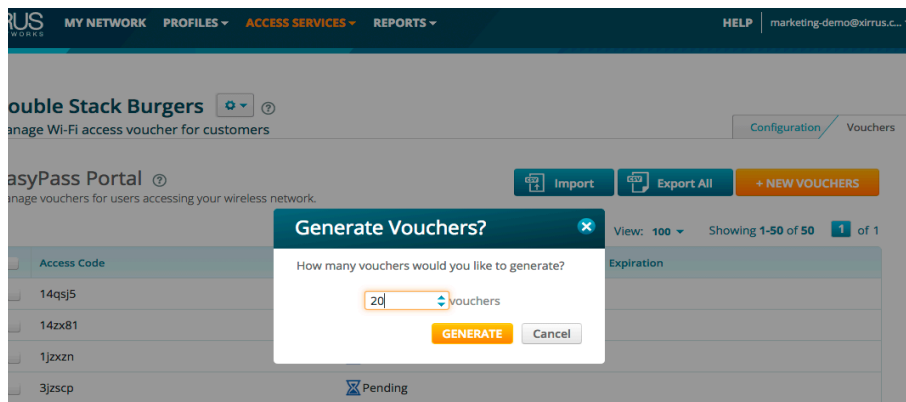 RUS MY NETWORK PROFILES ACCESS SERVICES REPORTS HELP marketing-demo@xirrus.c...
WORKS
ouble Stack Burgers
anage Wi-Fi access voucher for customers
Configuration Vouchers
asyPass Portal
anage vouchers for users accessing your wireless network.
CSV Import CSV Export All + NEW VOUCHERS
Generate Vouchers?
View: 100 Showing 1-50 of 50 1 of 1
Access Code Expiration
How many vouchers would you like to generate?
14qsj5
20 vouchers
14zx81
GENERATE Cancel
1jzxzn
3jzscp Pending